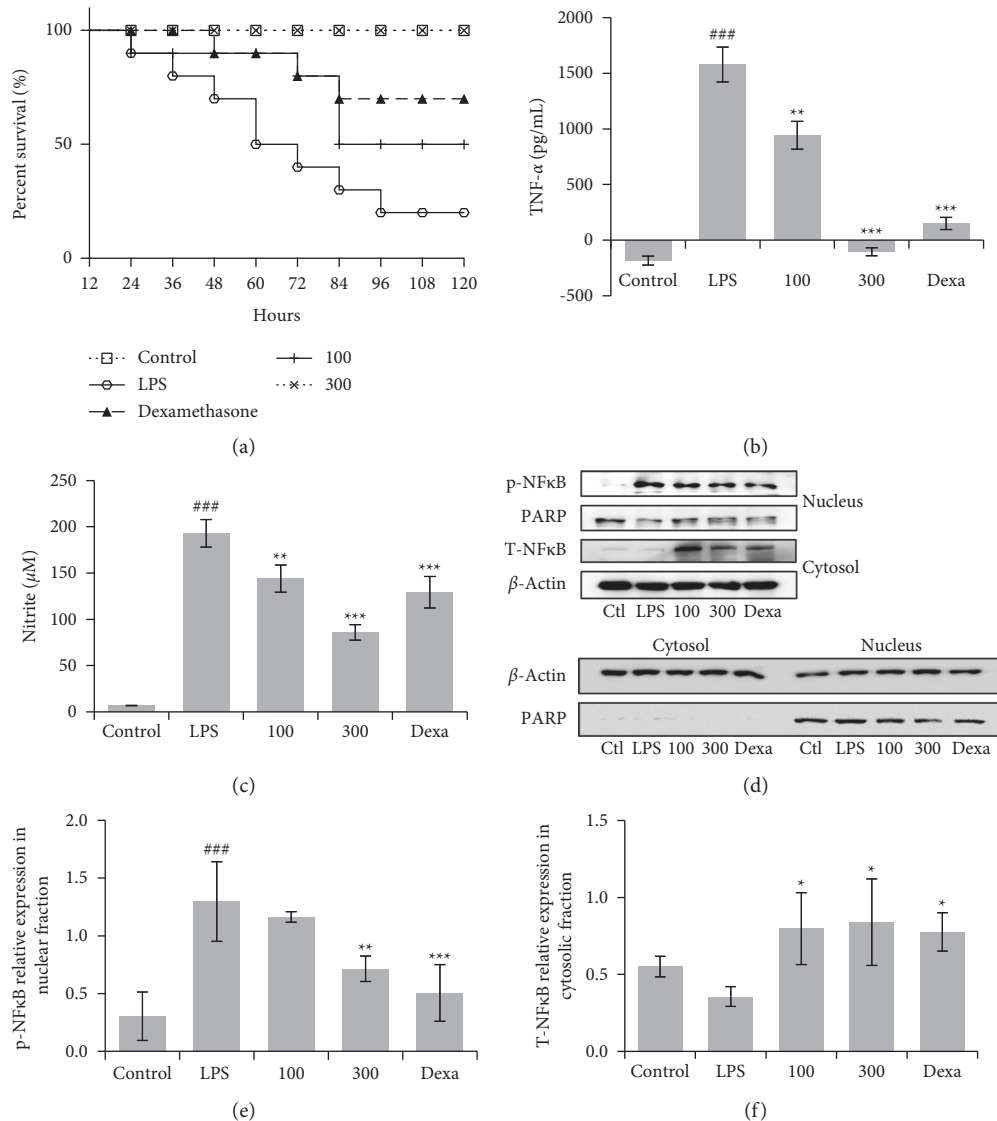 Percent survival (%)
100
50
0
12 24 36 48 60 72 84 96 108 120
Hours
Control
LPS
Dexamethasone
100
300
(a)
TNF-α (pg/mL)
2000
1500
1000
500
0
-500
###
**
***
***
Control LPS 100 300 Dexa
(b)
Nitrite (μM)
250
200
150
100
50
0
###
**
***
***
Control LPS 100 300 Dexa
(c)
p-NFκB
PARP
Nucleus
T-NFκB
β-Actin
Cytosol
Ctl LPS 100 300 Dexa
Cytosol Nucleus
β-Actin
PARP
Ctl LPS 100 300 Dexa Ctl LPS 100 300 Dexa
(d)
p-NFκB relative expression in
nuclear fraction
2.0
1.5
1.0
0.5
0.0
###
**
***
Control LPS 100 300 Dexa
(e)
T-NFκB relative expression in
cytosolic fraction
1.5
1.0
0.5
0.0
*
*
*
Control LPS 100 300 Dexa
(f)